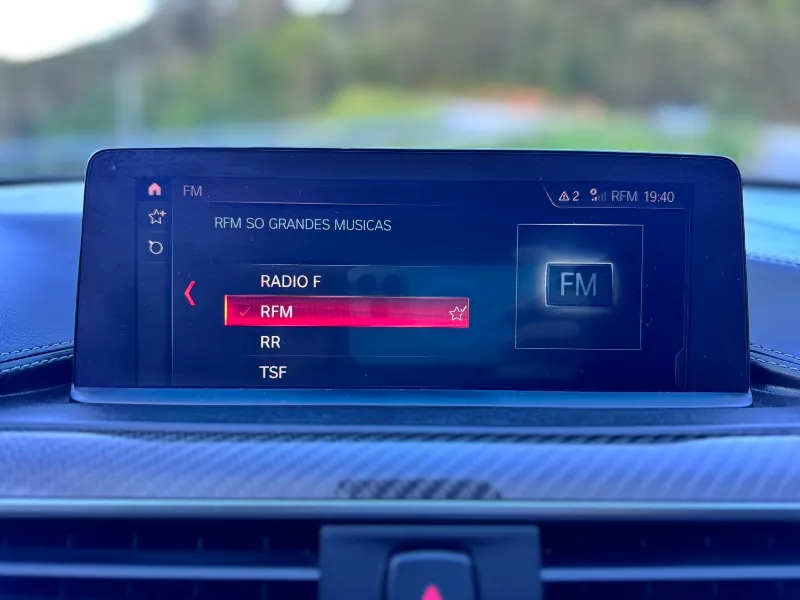 FM
2 RFM 19:40
RFM SO GRANDES MUSICAS
FM
RADIO F
RFM
RR
TSF